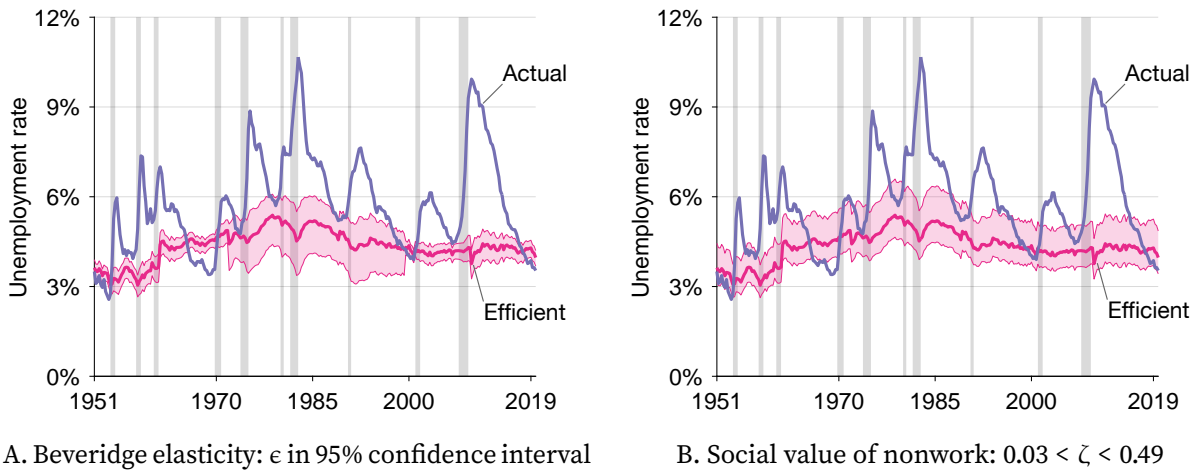 12%
9%
6%
3%
0%
Unemployment rate
Actual
Efficient
1951
1970
1985
2000
2019
A. Beveridge elasticity: ϵ in 95% confidence interval
12%
9%
6%
3%
0%
Unemployment rate
Actual
Efficient
1951
1970
1985
2000
2019
B. Social value of nonwork: 0.03 < ζ < 0.49